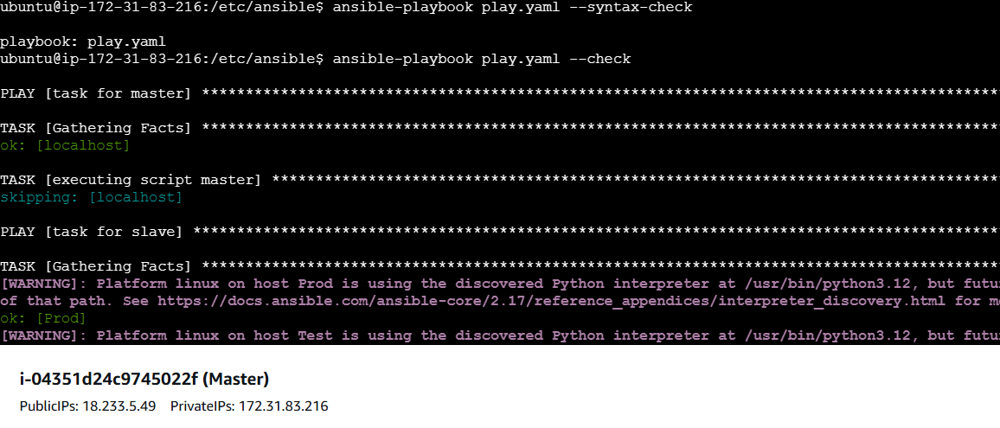 ubuntu@ip-172-31-83-216:/etc/ansible$ ansible-playbook play.yaml --syntax-check
playbook: play.yaml
ubuntu@ip-172-31-83-216:/etc/ansible$ ansible-playbook play.yaml --check
PLAY [task for master] *******************************************************************************************
TASK [Gathering Facts] *******************************************************************************************
ok: [localhost]
TASK [executing script master] ***********************************************************************************
skipping: [localhost]
PLAY [task for slave] ********************************************************************************************
TASK [Gathering Facts] *******************************************************************************************
[WARNING]: Platform linux on host Prod is using the discovered Python interpreter at /usr/bin/python3.12, but
of that path. See https://docs.ansible.com/ansible-core/2.17/reference_appendices/interpreter_discovery.html for
ok: [Prod]
[WARNING]: Platform linux on host Test is using the discovered Python interpreter at /usr/bin/python3.12, but
i-04351d24c9745022f (Master)
PublicIPs: 18.233.5.49 PrivateIPs: 172.31.83.216